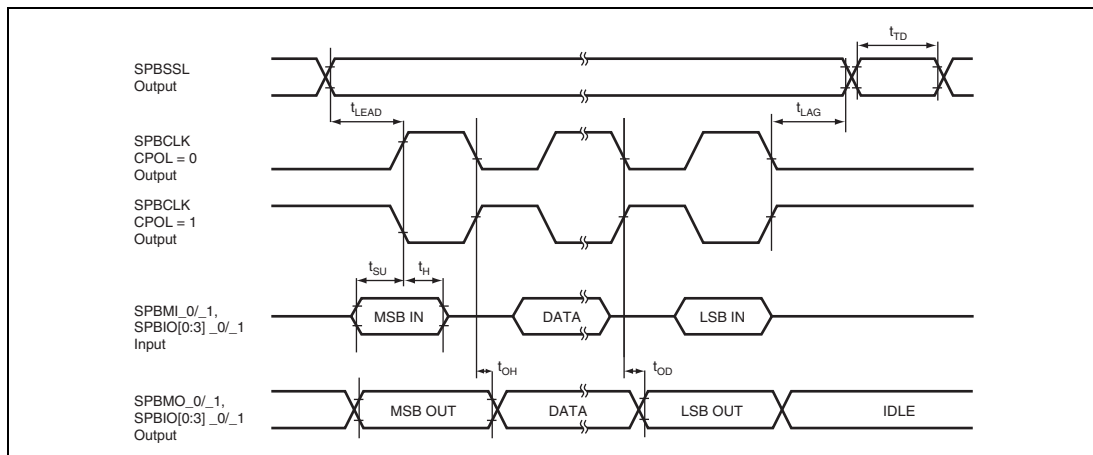 tTD
SPBSSL
Output
tLEAD
tLAG
SPBCLK
CPOL = 0
Output
SPBCLK
CPOL = 1
Output
tSU
tH
SPBMI_0/_1,
SPBIO[0:3] _0/_1
Input
MSB IN
DATA
LSB IN
tOH
tOD
SPBMO_0/_1,
SPBIO[0:3] _0/_1
Output
MSB OUT
DATA
LSB OUT
IDLE